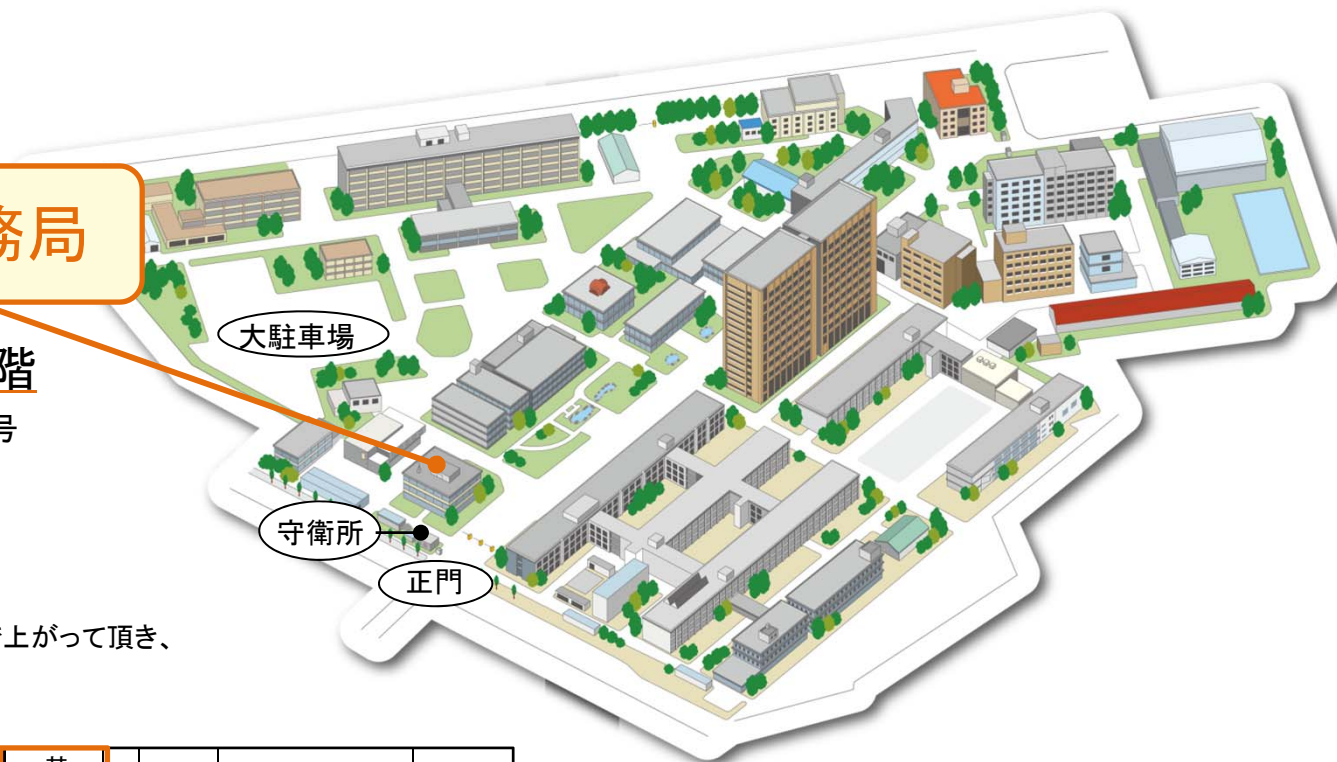 務局
大駐車場
階
号
守衛所
正門
上がって頂き、